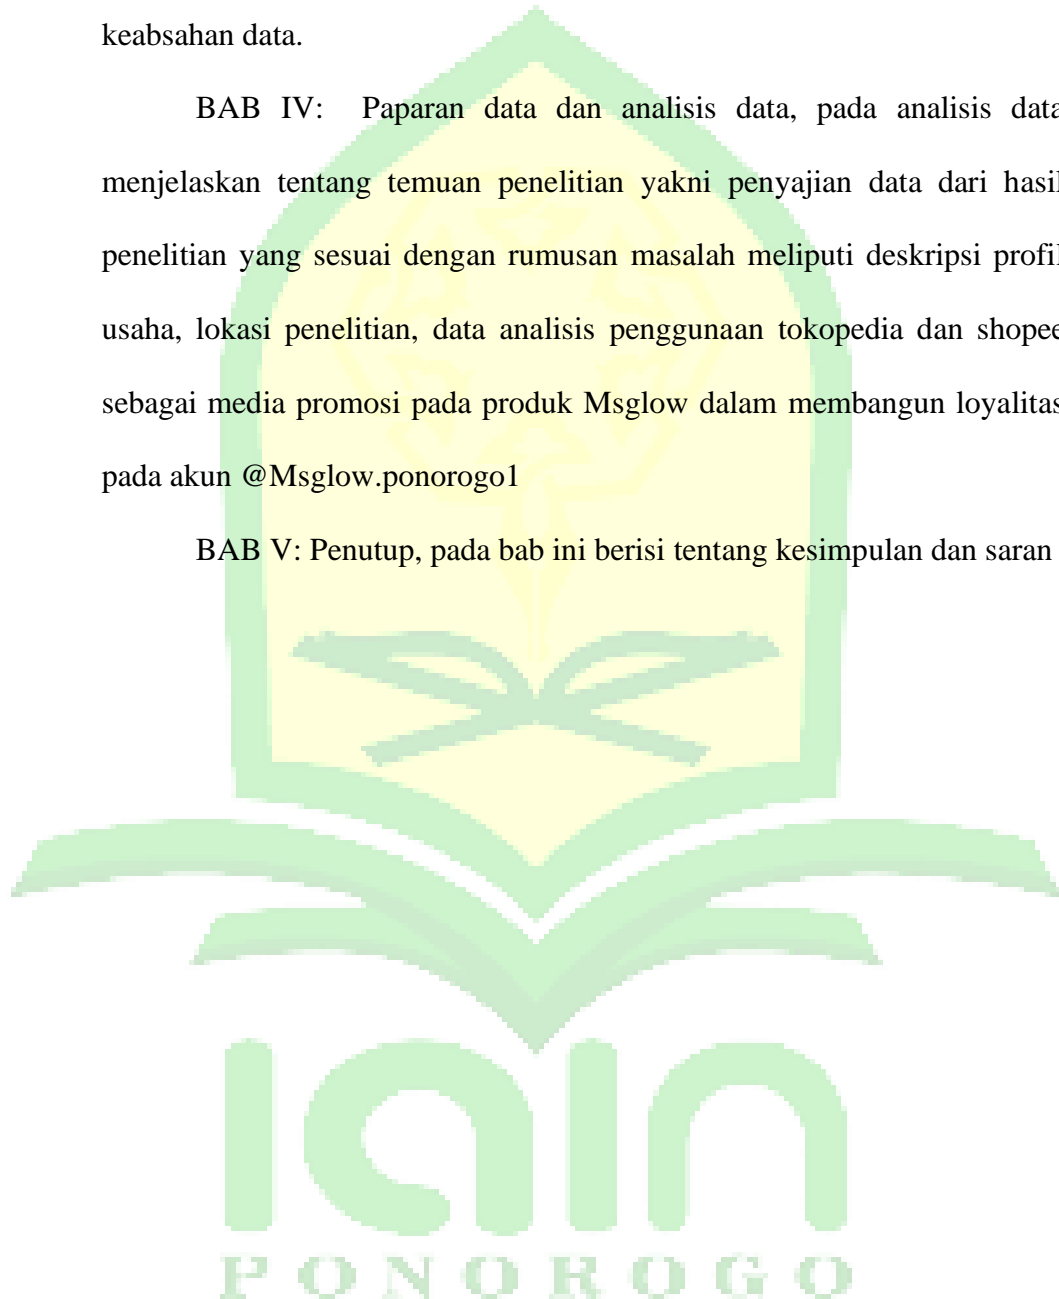 keabsahan data.
BAB IV: Paparan data dan analisis data, pada analisis data
menjelaskan tentang temuan penelitian yakni penyajian data dari hasil
penelitian yang sesuai dengan rumusan masalah meliputi deskripsi profil
usaha, lokasi penelitian, data analisis penggunaan tokopedia dan shopee
sebagai media promosi pada produk Msglow dalam membangun loyalitas
pada akun @Msglow.ponorogo1
BAB V: Penutup, pada bab ini berisi tentang kesimpulan dan saran
iain
PONOROGO